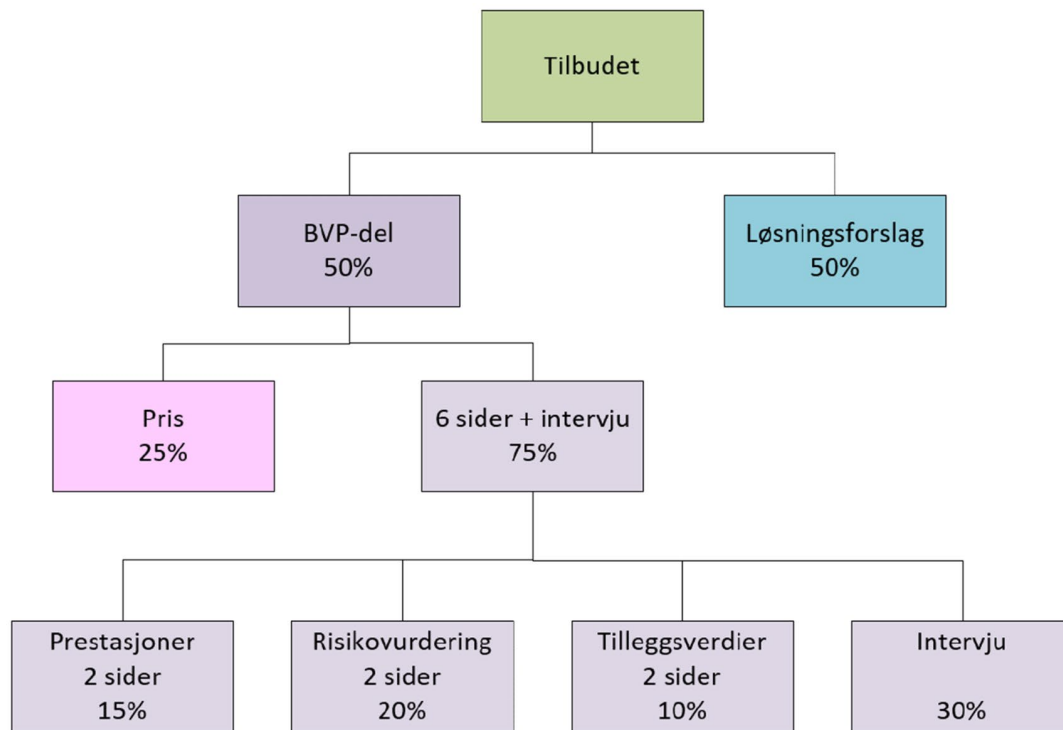 Tilbudet
BVP-del
50%
Løsningsforslag
50%
Pris
25%
6 sider + intervju
75%
Prestasjoner
2 sider
15%
Risikovurdering
2 sider
20%
Tilleggsverdier
2 sider
10%
Intervju
30%